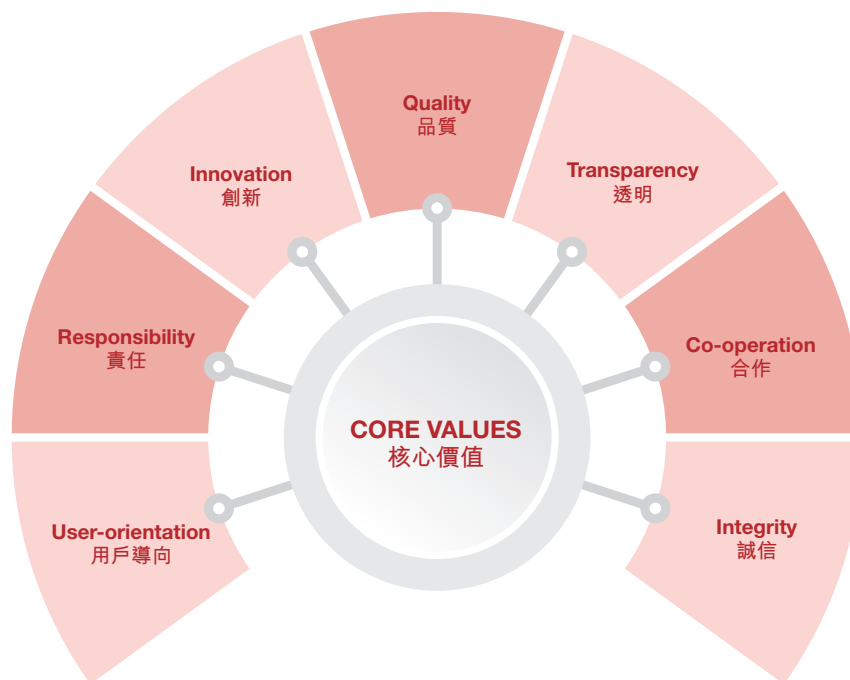 Quality
品質
Innovation
創新
Transparency
透明
Responsibility
責任
Co-operation
合作
CORE VALUES
核心價值
User-orientation
用戶導向
Integrity
誠信